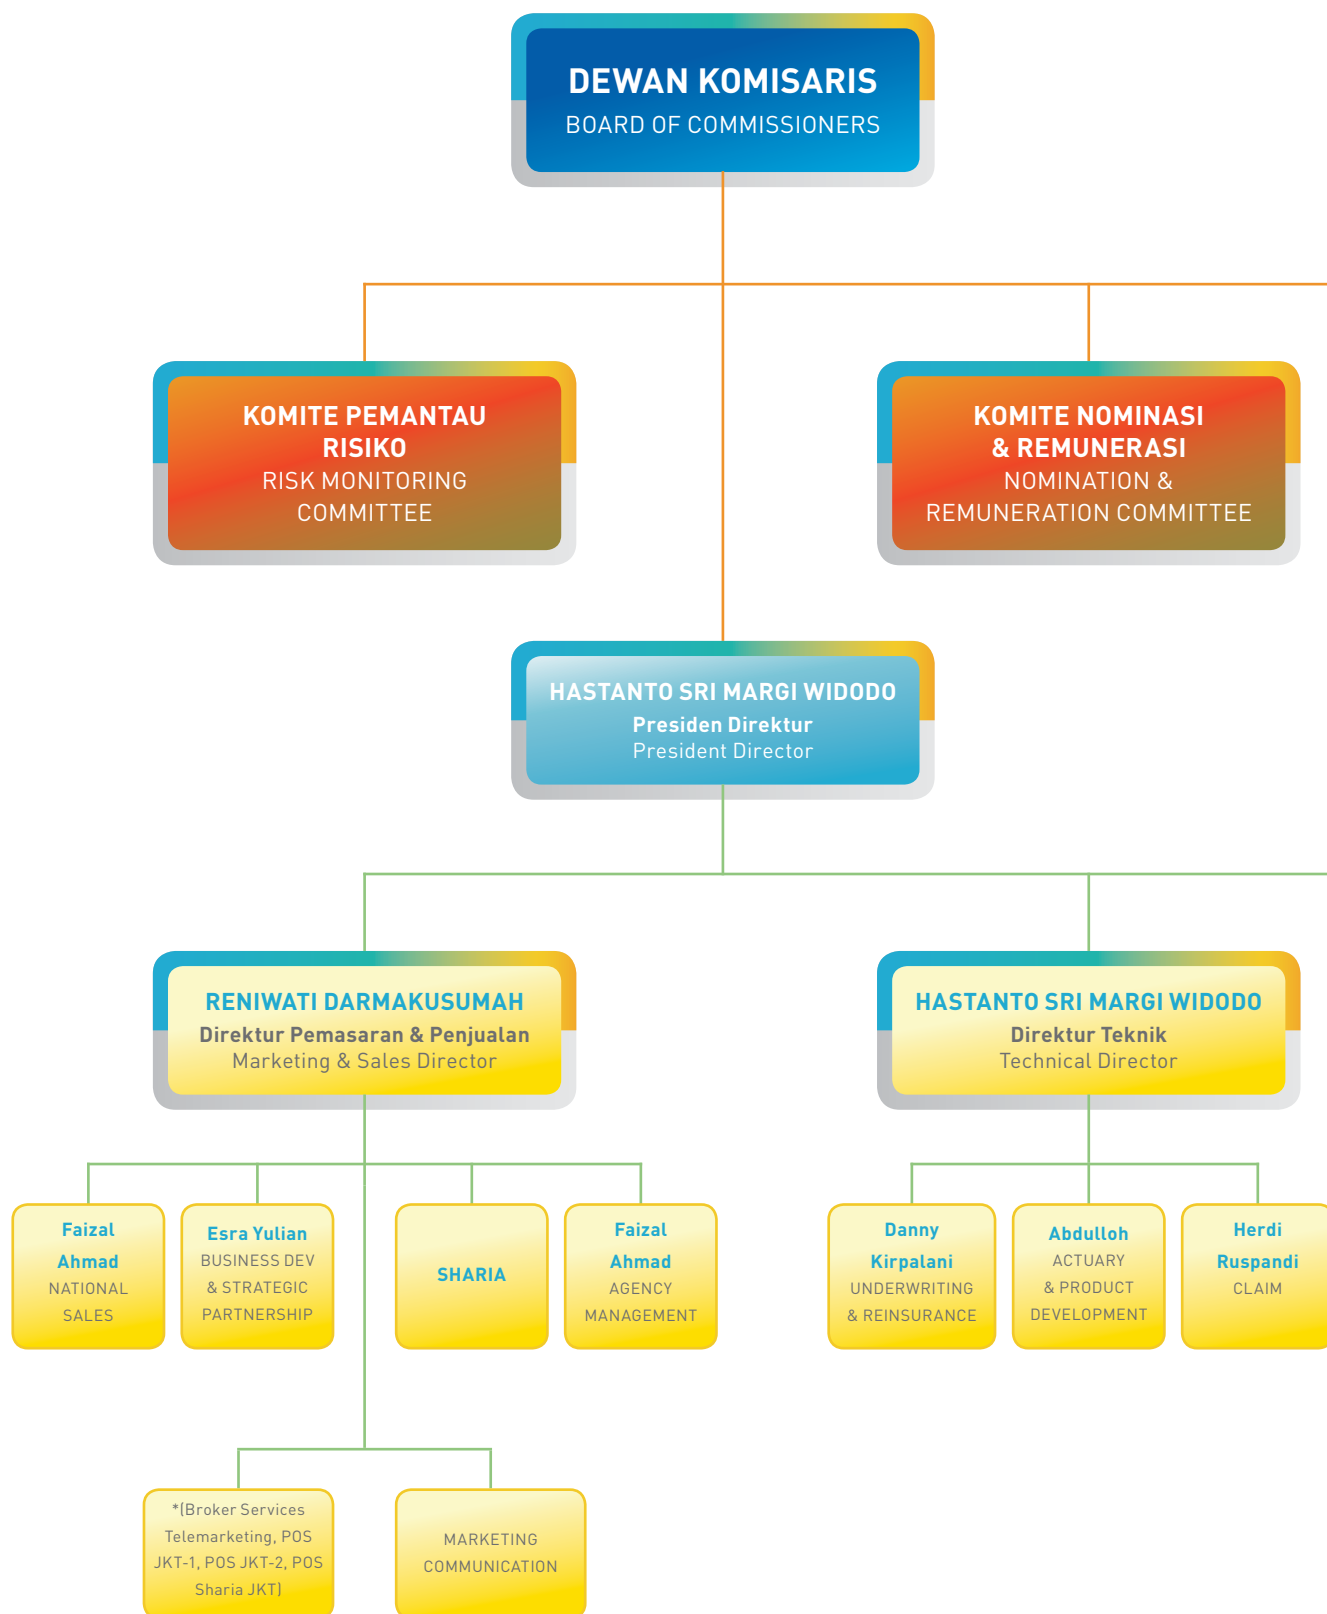 DEWAN KOMISARIS
BOARD OF COMMISSIONERS
KOMITE PEMANTAU
RISIKO
RISK MONITORING
COMMITTEE
KOMITE NOMINASI
& REMUNERASI
NOMINATION &
REMUNERATION COMMITTEE
HASTANTO SRI MARGI WIDODO
Presiden Direktur
President Director
RENIWATI DARMAKUSUMAH
Direktur Pemasaran & Penjualan
Marketing & Sales Director
HASTANTO SRI MARGI WIDODO
Direktur Teknik
Technical Director
Faizal
Ahmad
NATIONAL
SALES
Esra Yulian
BUSINESS DEV
& STRATEGIC
PARTNERSHIP
SHARIA
Faizal
Ahmad
AGENCY
MANAGEMENT
Danny
Kirpalani
UNDERWRITING
& REINSURANCE
Abdulloh
ACTUARY
& PRODUCT
DEVELOPMENT
Herdi
Ruspandi
CLAIM
*(Broker Services
Telemarketing, POS
JKT-1, POS JKT-2, POS
Sharia JKT)
MARKETING
COMMUNICATION